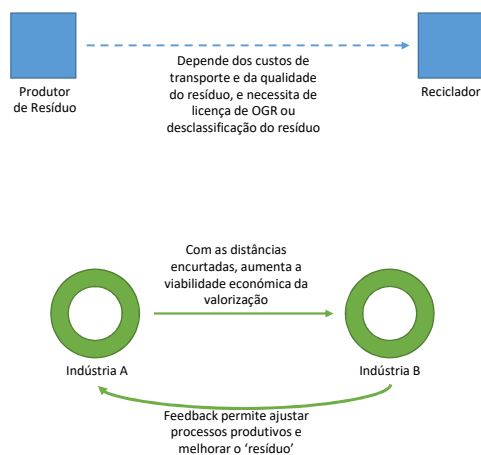 Depende dos custos de
transporte e da qualidade
do resíduo, e necessita de
licença de OGR ou
desclassificação do resíduo
Produtor
de Resíduo
Reciclador
Com as distâncias
encurtadas, aumenta a
viabilidade económica da
valorização
Indústria A
Indústria B
Feedback permite ajustar
processos produtivos e
melhorar o ‘resíduo’